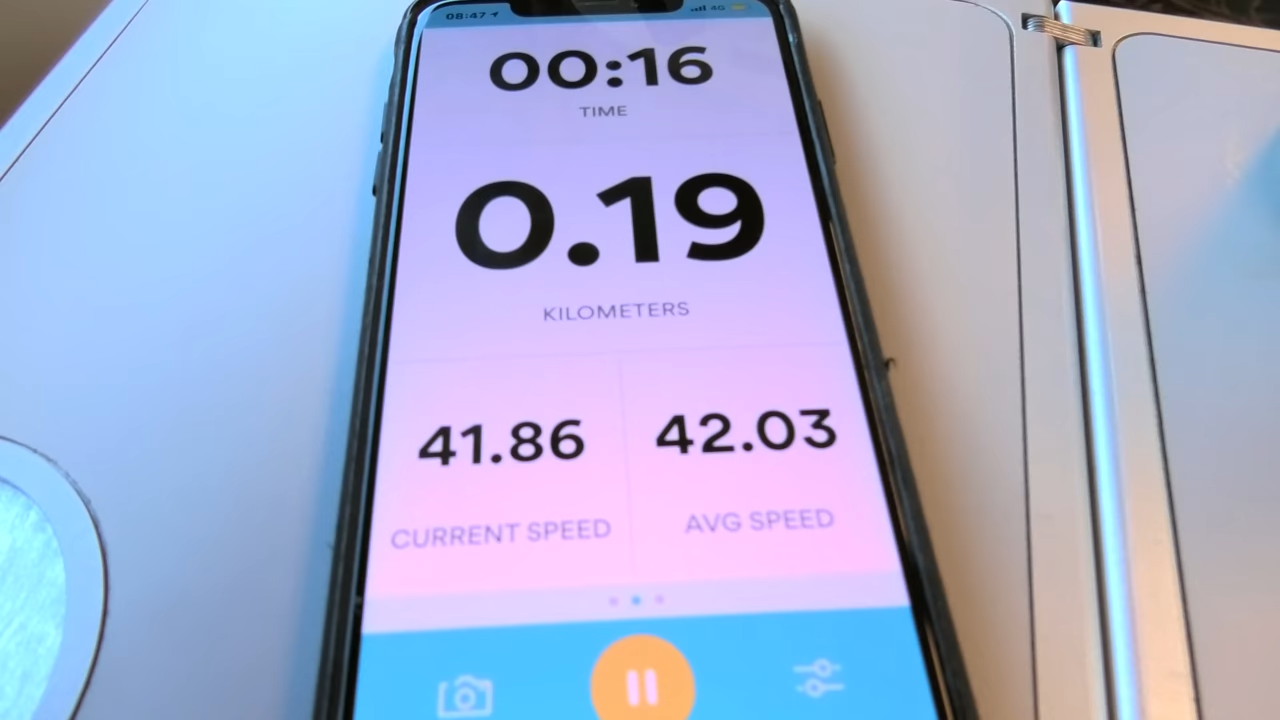 08:47 4G
00:16
TIME
0.19
KILOMETERS
41.86 42.03
CURRENT SPEED AVG SPEED